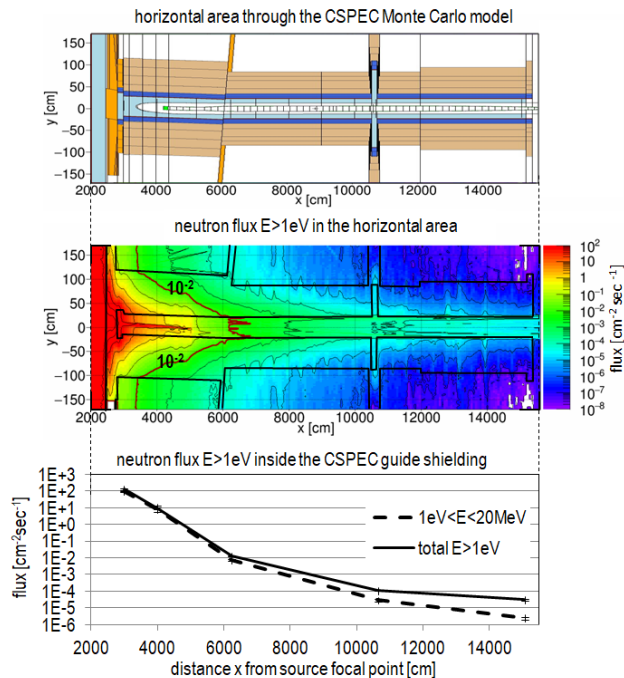 horizontal area through the CSPEC Monte Carlo model
y [cm]
150
100
50
0
−50
−100
−150
2000 4000 6000 8000 10000 12000 14000
x [cm]
neutron flux E>1eV in the horizontal area
y [cm]
150
100
50
0
−50
−100
−150
10⁻²
10⁻²
2000 4000 6000 8000 10000 12000 14000
x [cm]
10²
10
1
10⁻¹
10⁻²
10⁻³
10⁻⁴
10⁻⁵
10⁻⁶
10⁻⁷
10⁻⁸
flux [cm⁻² sec⁻¹]
neutron flux E>1eV inside the CSPEC guide shielding
flux [cm⁻²sec⁻¹]
1E+3
1E+2
1E+1
1E+0
1E-1
1E-2
1E-3
1E-4
1E-5
1E-6
1eV<E<20MeV
total E>1eV
2000 4000 6000 8000 10000 12000 14000
distance x from source focal point [cm]